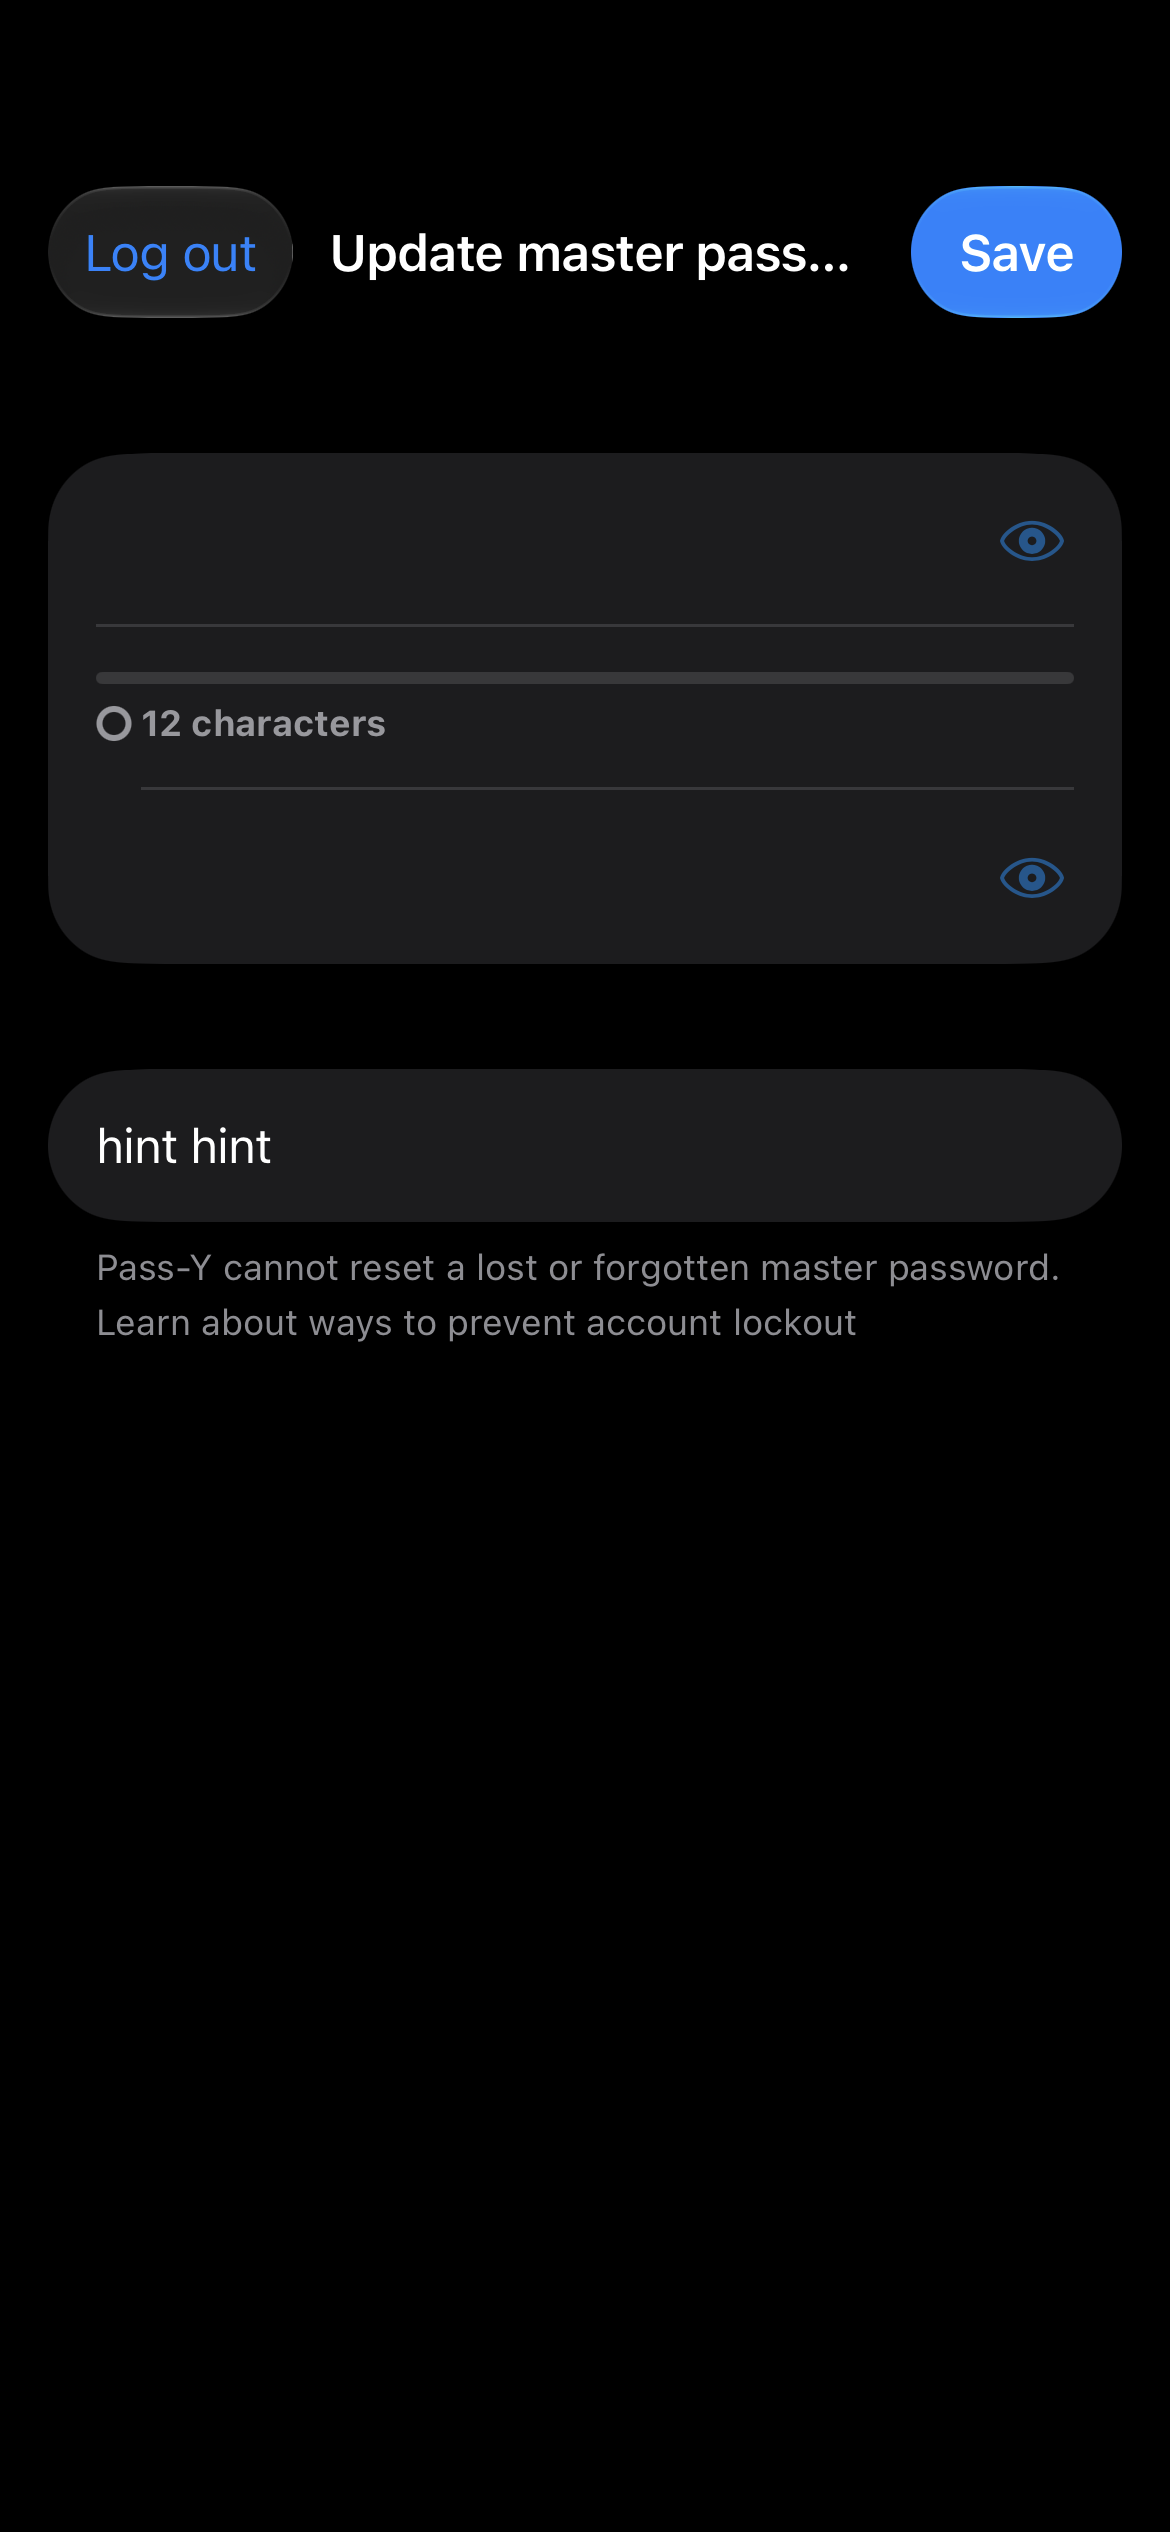 Log out
Update master pass...
Save
12 characters
hint hint
Pass-Y cannot reset a lost or forgotten master password.
Learn about ways to prevent account lockout